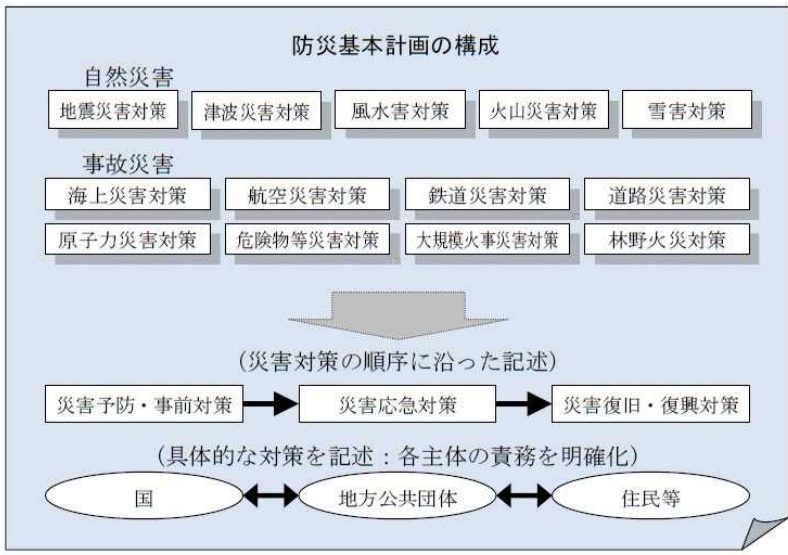 防災基本計画の構成
自然災害
地震災害対策 津波災害対策 風水害対策 火山災害対策 雪害対策
事故災害
海上災害対策 航空災害対策 鉄道災害対策 道路災害対策
原子力災害対策 危険物等災害対策 大規模火事災害対策 林野火災対策
(災害対策の順序に沿った記述)
災害予防・事前対策 災害応急対策 災害復旧・復興対策
(具体的な対策を記述：各主体の責務を明確化)
国 地方公共団体 住民等